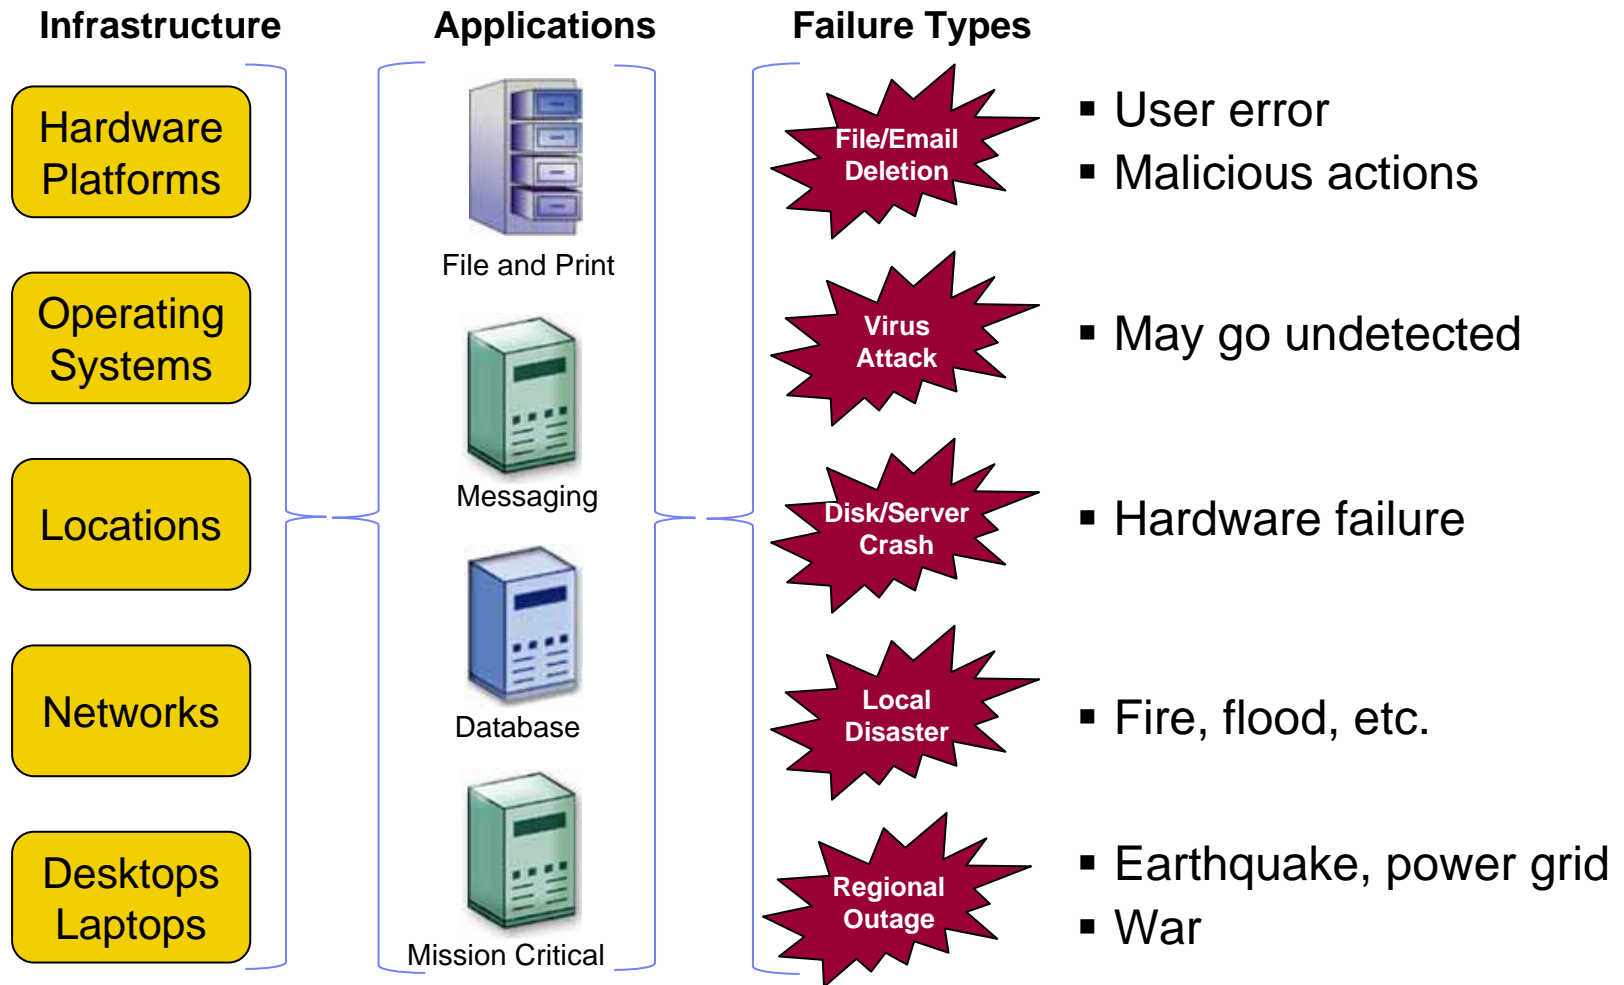 Infrastructure
Applications
Failure Types
Hardware
Platforms
Operating
Systems
Locations
Networks
Desktops
Laptops
File and Print
Messaging
Database
Mission Critical
File/Email
Deletion
▪ User error
▪ Malicious actions
Virus
Attack
▪ May go undetected
Disk/Server
Crash
▪ Hardware failure
Local
Disaster
▪ Fire, flood, etc.
Regional
Outage
▪ Earthquake, power grid
▪ War